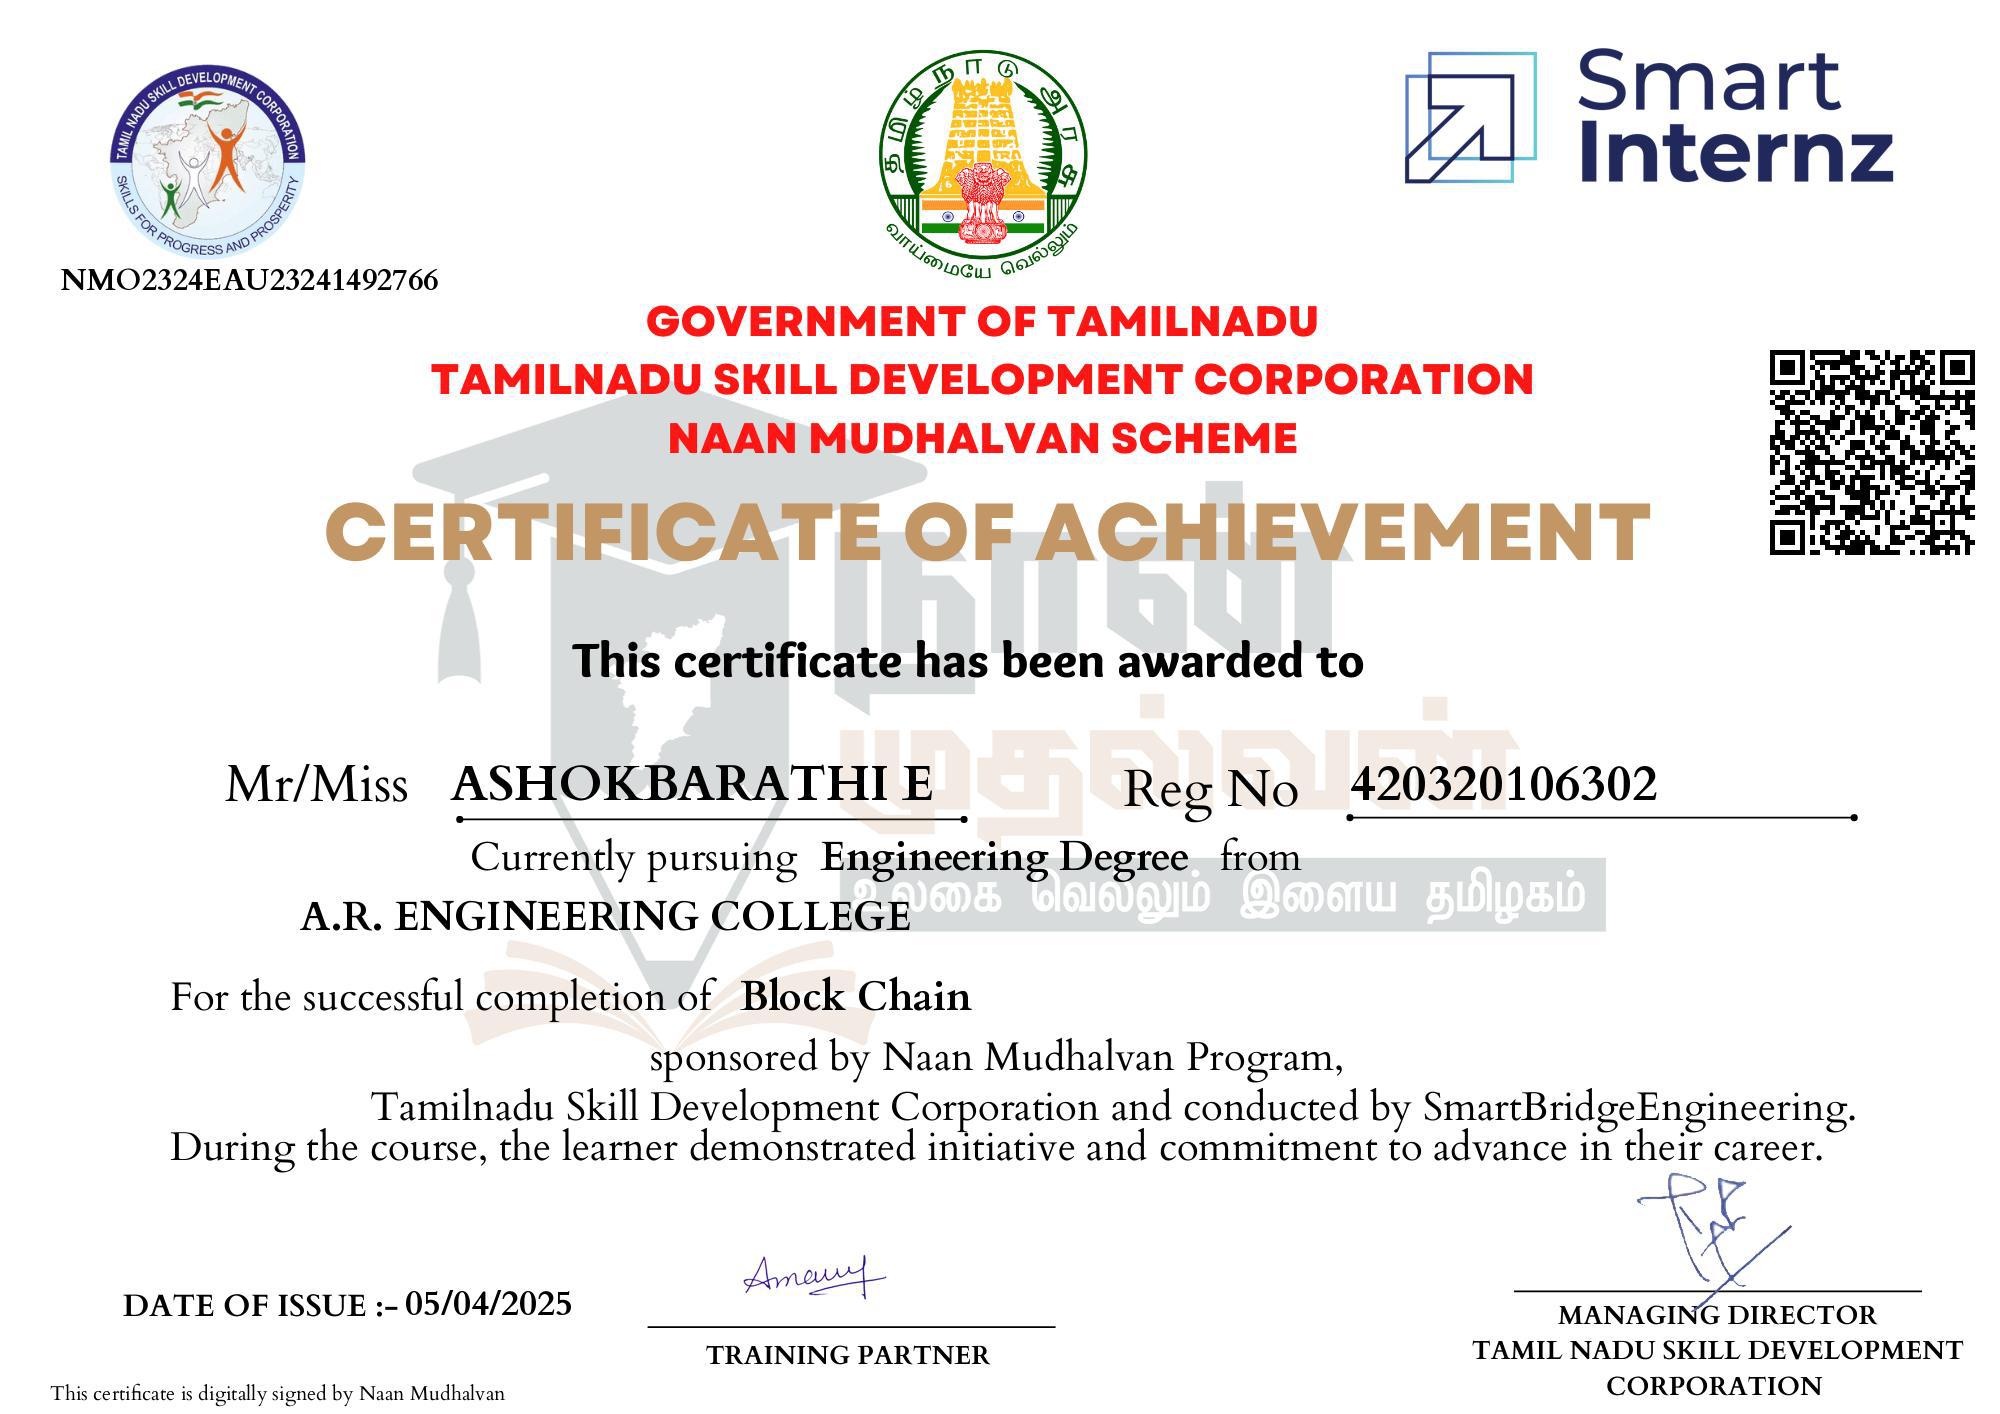 TAMIL NADU SKILL DEVELOPMENT CORPORATION
SKILLS FOR PROGRESS AND PROSPERITY
தமிழ்நாடு அரசு
வாய்மையே வெல்லும்
Smart
Internz
NMO2324EAU23241492766
GOVERNMENT OF TAMILNADU
TAMILNADU SKILL DEVELOPMENT CORPORATION
NAAN MUDHALVAN SCHEME
CERTIFICATE OF ACHIEVEMENT
நான்
This certificate has been awarded to
முதல்வன்
Mr/Miss ASHOKBARATHI E Reg No 420320106302
Currently pursuing Engineering Degree from
உலகை வெல்லும் இளைய தமிழகம்
A.R. ENGINEERING COLLEGE
For the successful completion of Block Chain
sponsored by Naan Mudhalvan Program,
Tamilnadu Skill Development Corporation and conducted by SmartBridgeEngineering.
During the course, the learner demonstrated initiative and commitment to advance in their career.
DATE OF ISSUE :- 05/04/2025
TRAINING PARTNER
MANAGING DIRECTOR
TAMIL NADU SKILL DEVELOPMENT
CORPORATION
This certificate is digitally signed by Naan Mudhalvan